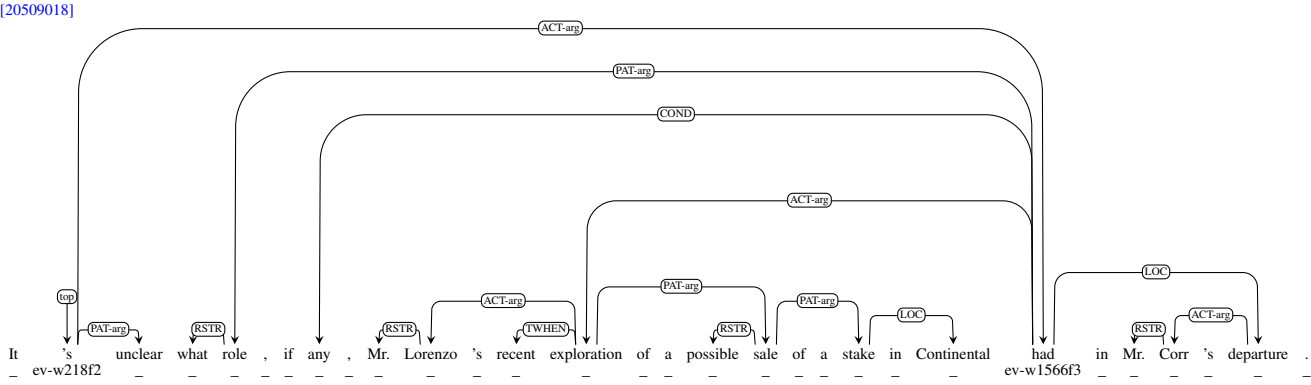 [20509018]
ACT-arg
PAT-arg
COND
ACT-arg
LOC
PAT-arg
top
ACT-arg PAT-arg
LOC
PAT-arg RSTR RSTR TWHEN RSTR RSTR ACT-arg
It 's unclear what role , if any , Mr. Lorenzo 's recent exploration of a possible sale of a stake in Continental had in Mr. Corr 's departure .
_ ev-w218f2 _ _ _ _ _ _ _ _ _ _ _ _ _ _ _ _ _ _ _ _ _ ev-w1566f3 _ _ _ _ _ _